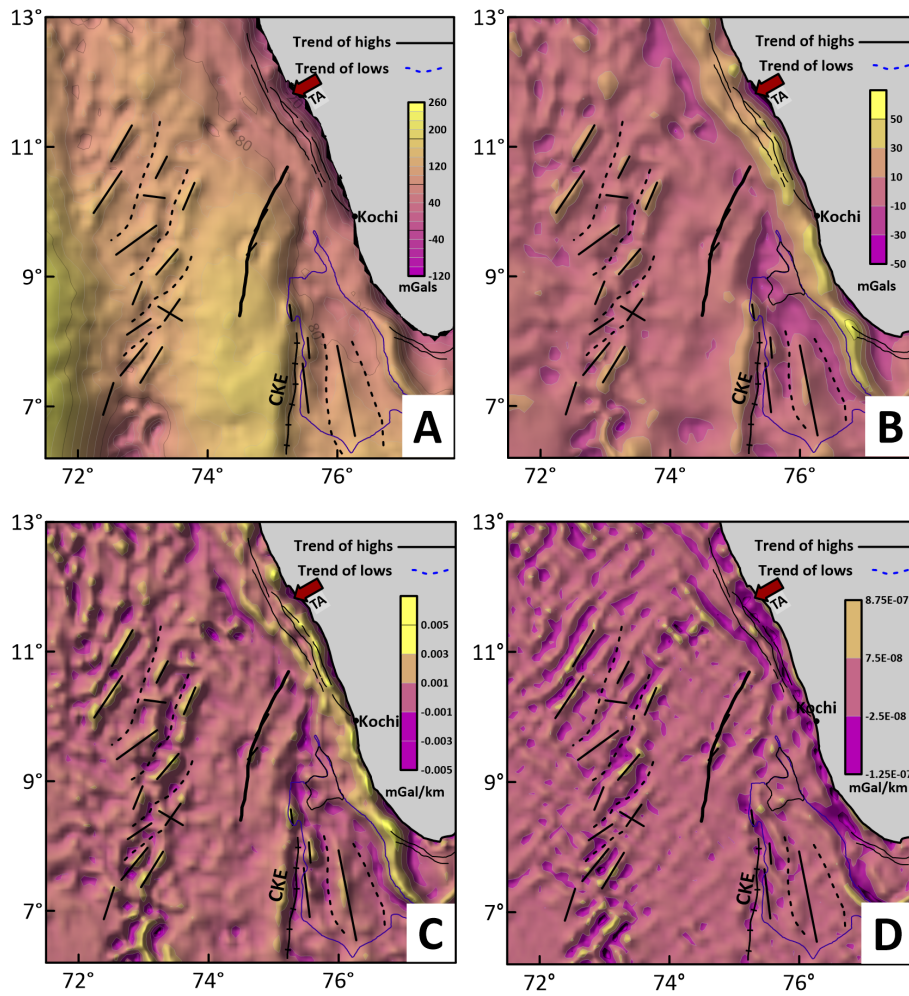 13°
Trend of highs
Trend of lows
TA
260
200
120
40
-40
-120
mGals
80
80
11°
Kochi
9°
CKE
7°
A
72°
74°
76°
13°
Trend of highs
Trend of lows
TA
50
30
10
-10
-30
-50
mGals
11°
Kochi
9°
CKE
7°
B
72°
74°
76°
13°
Trend of highs
Trend of lows
TA
0.005
0.003
0.001
-0.001
-0.003
-0.005
mGal/km
11°
Kochi
9°
CKE
7°
C
72°
74°
76°
13°
Trend of highs
Trend of lows
TA
8.75E-07
7.5E-08
-2.5E-08
-1.25E-07
mGal/km
11°
Kochi
9°
CKE
7°
D
72°
74°
76°